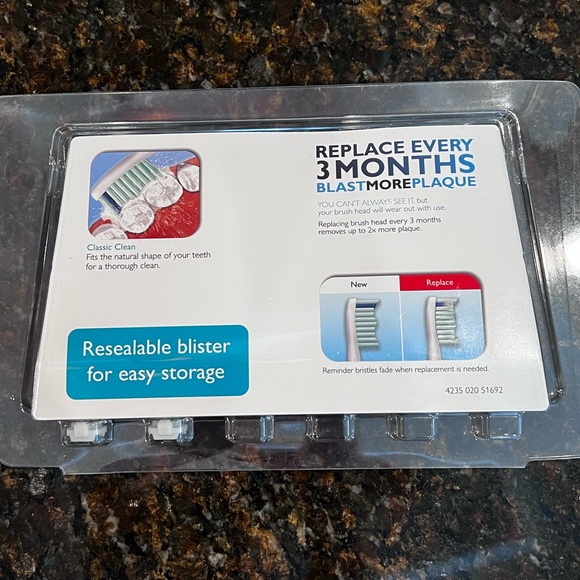 REPLACE EVERY
3 MONTHS
BLASTMOREPLAQUE
YOU CAN'T ALWAYS SEE IT, but
your brush head will wear out with use.
Replacing brush head every 3 months
removes up to 2x more plaque.
Classic Clean
Fits the natural shape of your teeth
for a thorough clean.
New
Replace
Resealable blister
for easy storage
Reminder bristles fade when replacement is needed.
4235 020 51692